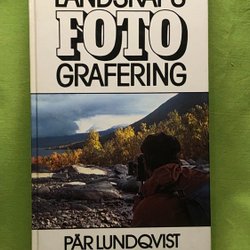 LANDSKAPS
FOTO
GRAFERING
PÄR LUNDQVIST